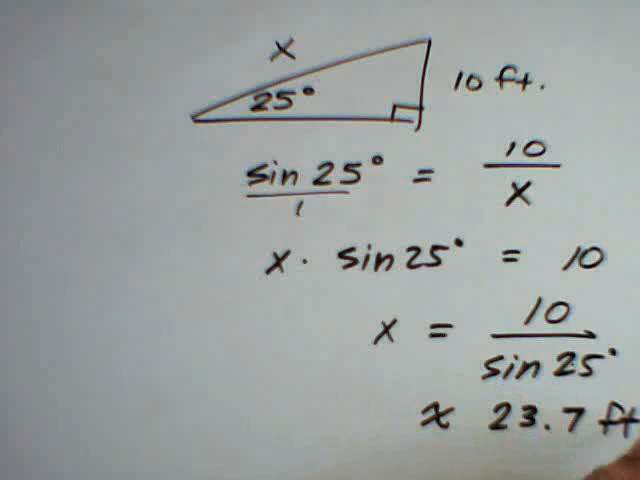 x
10 ft.
25°
sin 25° / 1 = 10 / x
x · sin 25° = 10
x = 10 / sin 25°
≈ 23.7 ft